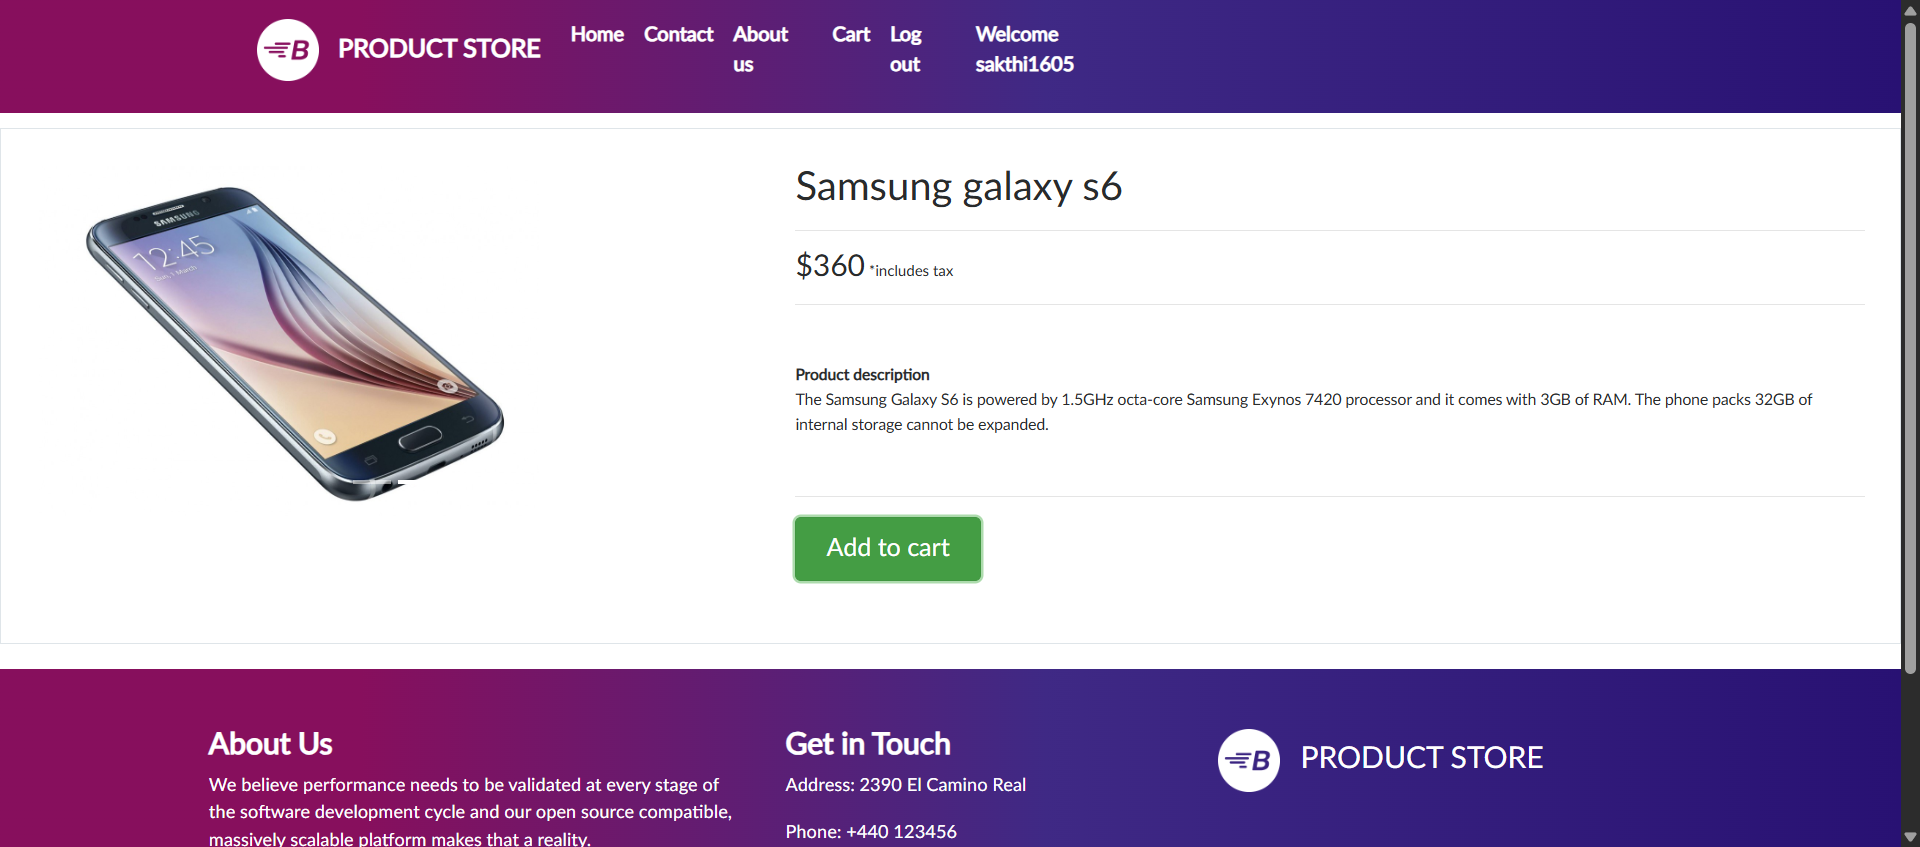 B PRODUCT STORE
Home Contact About us Cart Log out Welcome sakthi1605
SAMSUNG
12:45
Sun, 1 March
Samsung galaxy s6
$360 *includes tax
Product description
The Samsung Galaxy S6 is powered by 1.5GHz octa-core Samsung Exynos 7420 processor and it comes with 3GB of RAM. The phone packs 32GB of
internal storage cannot be expanded.
Add to cart
About Us
We believe performance needs to be validated at every stage of
the software development cycle and our open source compatible,
massively scalable platform makes that a reality.
Get in Touch
Address: 2390 El Camino Real
Phone: +440 123456
B PRODUCT STORE